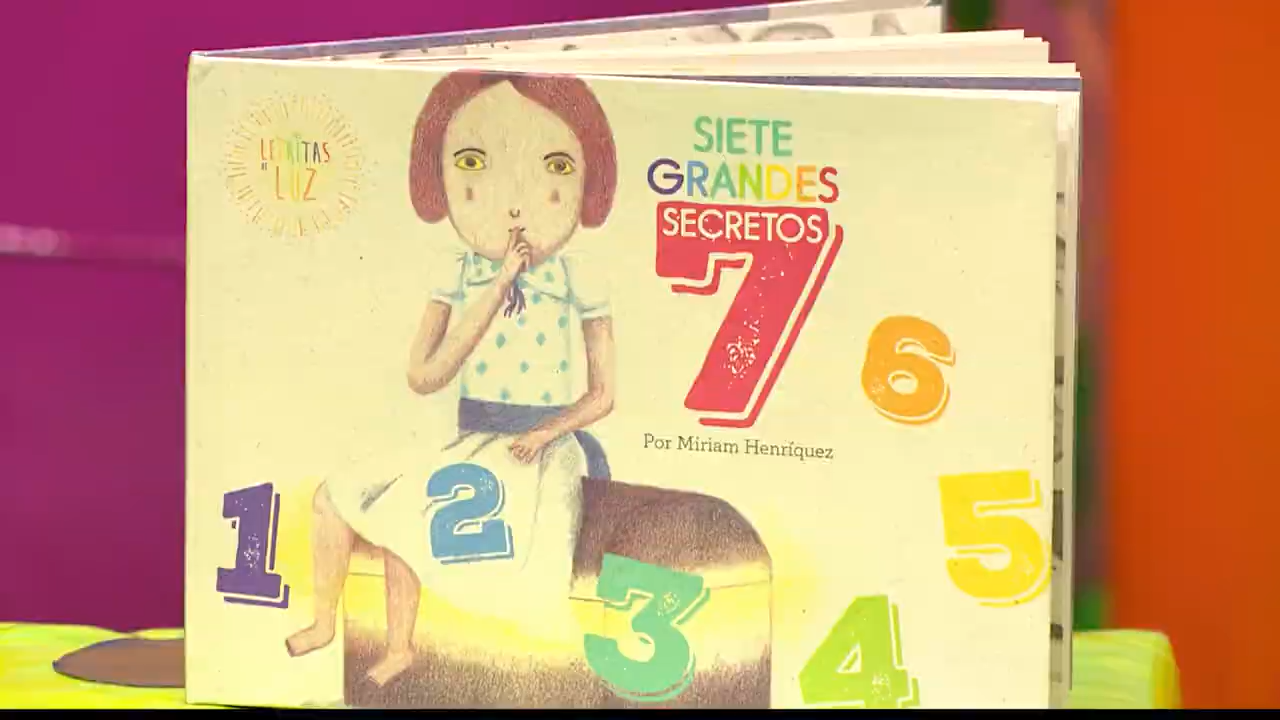 LETRITAS
DE
LUZ
SIETE
GRANDES
SECRETOS
7
6
Por Miriam Henríquez
5
1
2
3
4